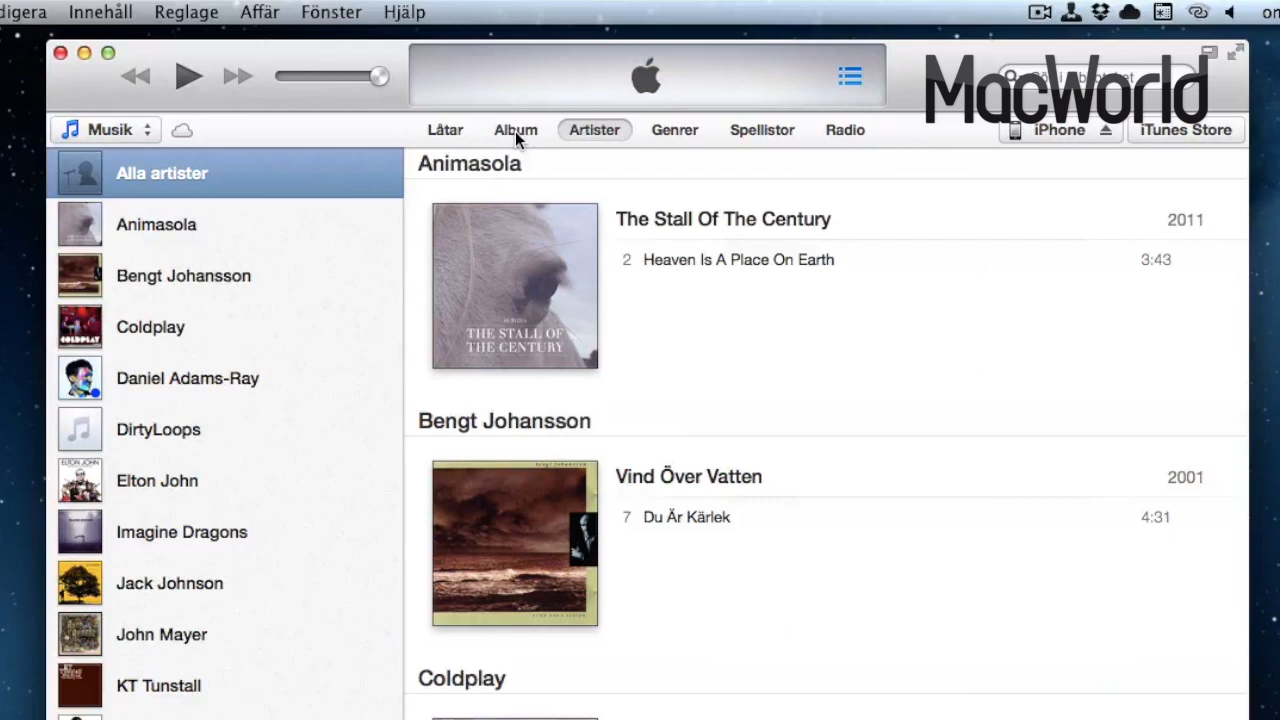 digera Innehåll Reglage Affär Fönster Hjälp
MacWorld
Musik Låtar Album Artister Genrer Spellistor Radio iPhone iTunes Store
Alla artister
Animasola
Bengt Johansson
Coldplay
Daniel Adams-Ray
DirtyLoops
Elton John
Imagine Dragons
Jack Johnson
John Mayer
KT Tunstall
Animasola
The Stall Of The Century 2011
2 Heaven Is A Place On Earth 3:43
THE STALL OF
THE CENTURY
Bengt Johansson
Vind Över Vatten 2001
7 Du Är Kärlek 4:31
Coldplay